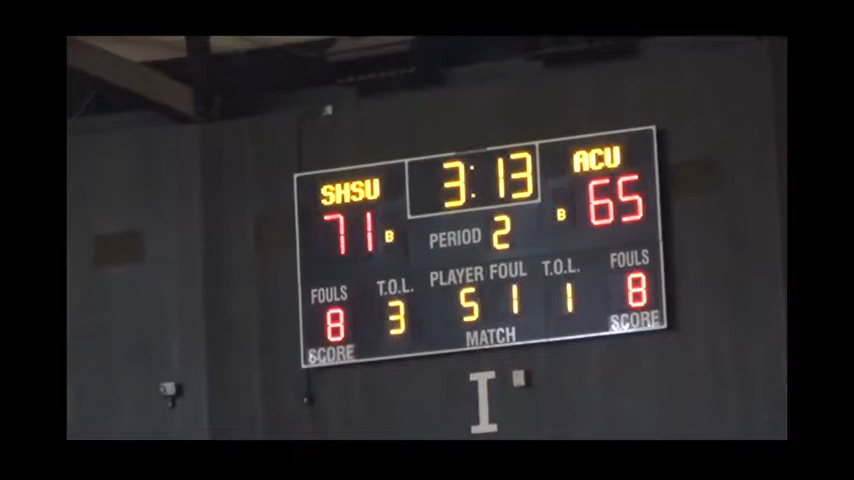 SHSU 3:13 ACU
71 B B 65
PERIOD 2
FOULS T.O.L. PLAYER FOUL T.O.L. FOULS
8 3 5 1 1 8
SCORE MATCH SCORE
I